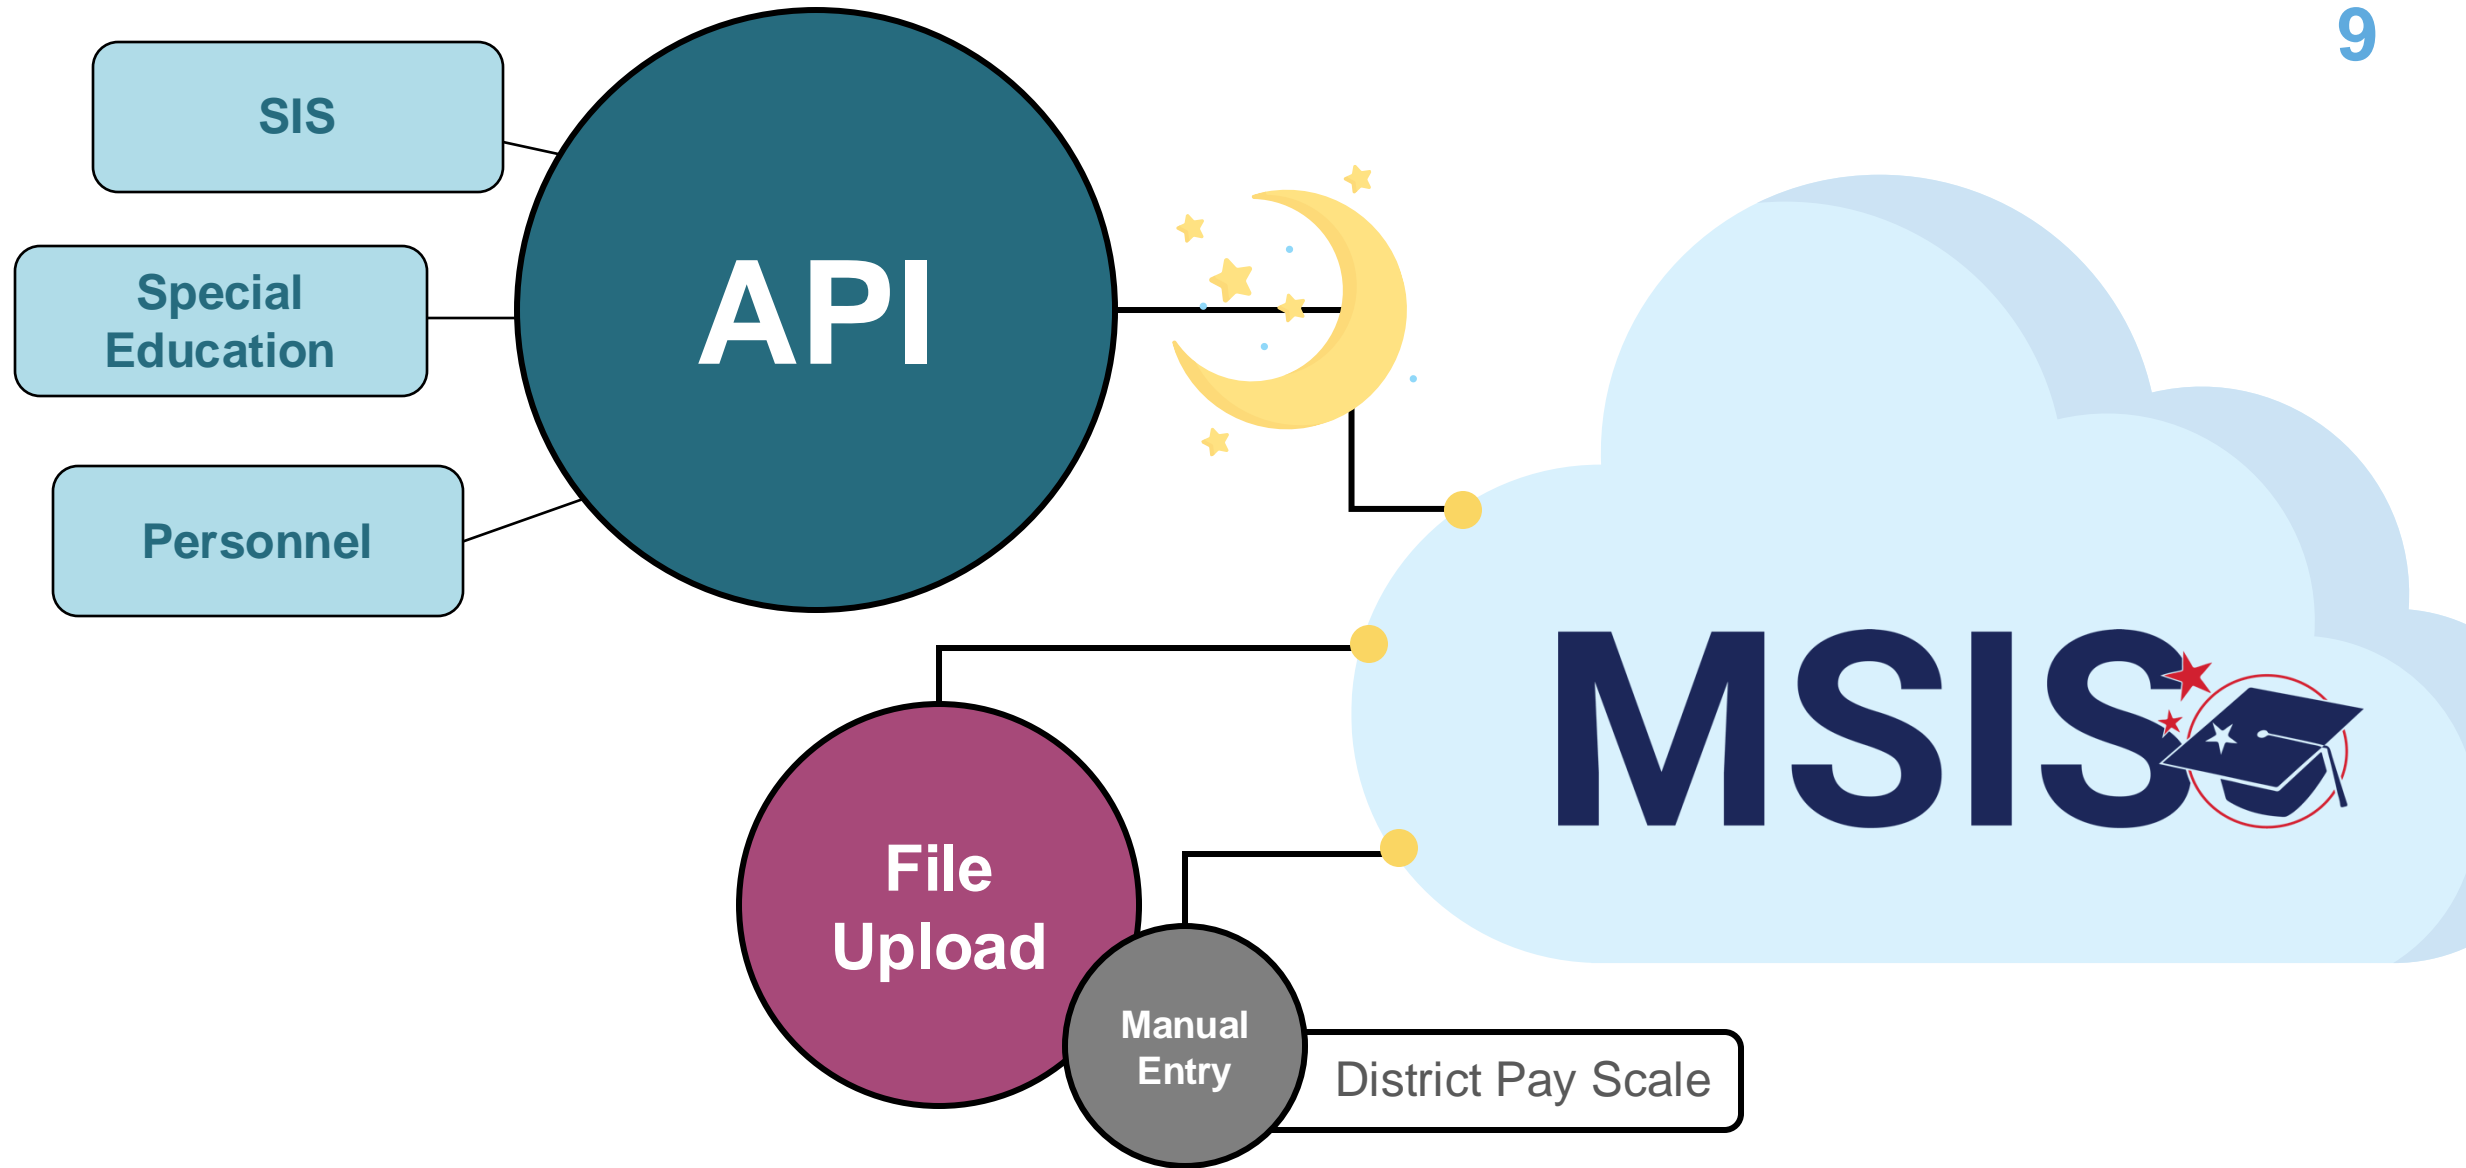 9
SIS
Special
Education
Personnel
API
File
Upload
Manual
Entry
District Pay Scale
MSIS